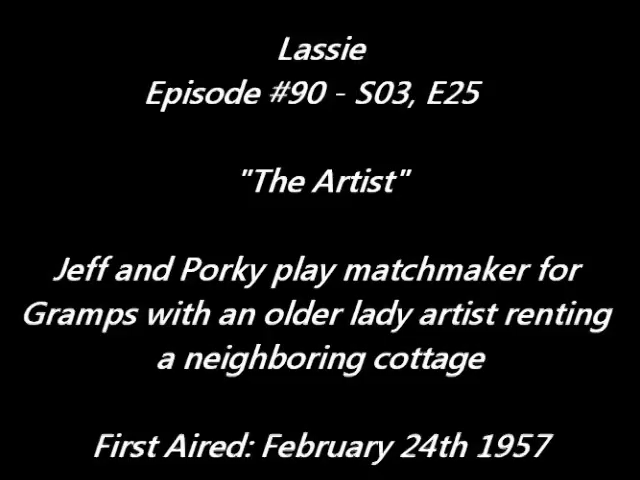 Lassie
Episode #90 - S03, E25
"The Artist"
Jeff and Porky play matchmaker for
Gramps with an older lady artist renting
a neighboring cottage
First Aired: February 24th 1957